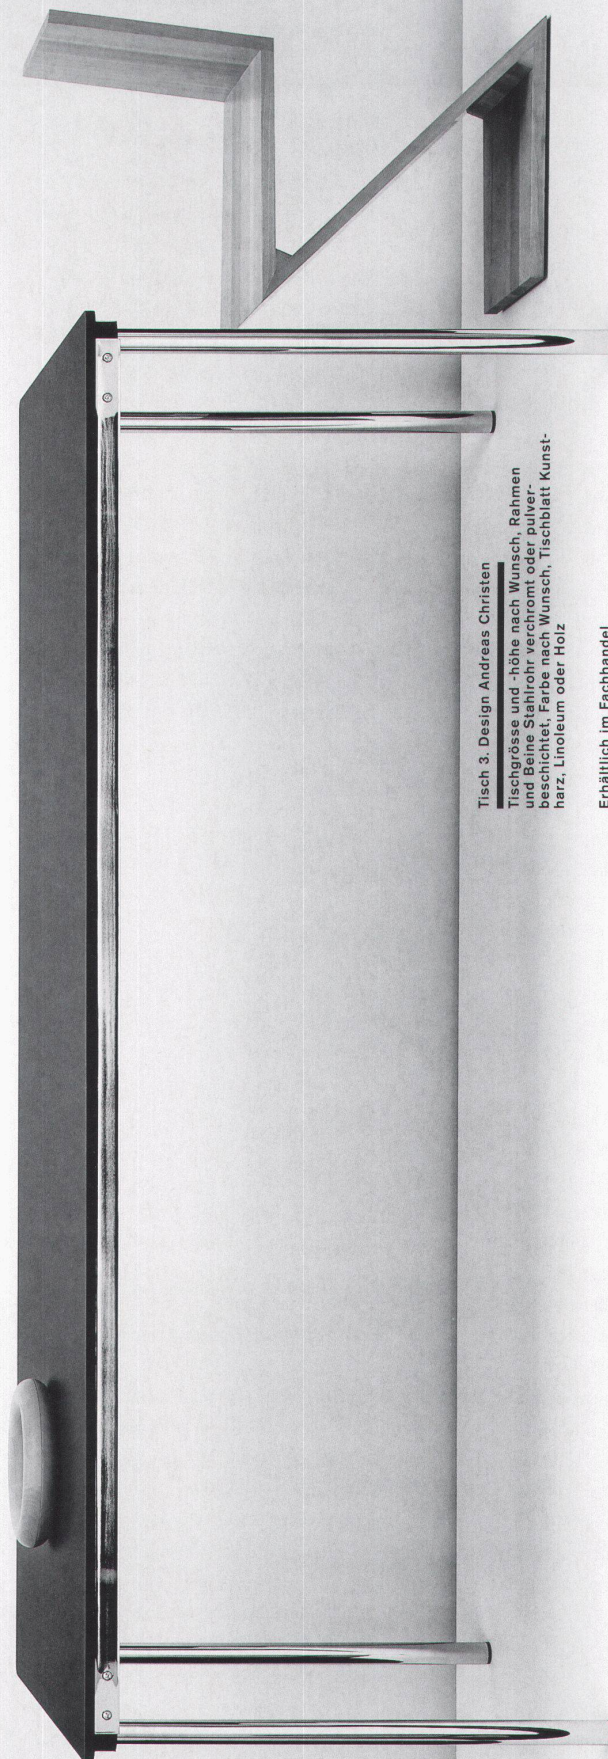 Tisch 3. Design Andreas Christen
Tischgrösse und -höhe nach Wunsch, Rahmen
und Beine Stahlrohr verchromt oder pulver-
beschichtet, Farbe nach Wunsch, Tischblatt Kunst-
harz, Linoleum oder Holz
Erhältlich im Fachhandel